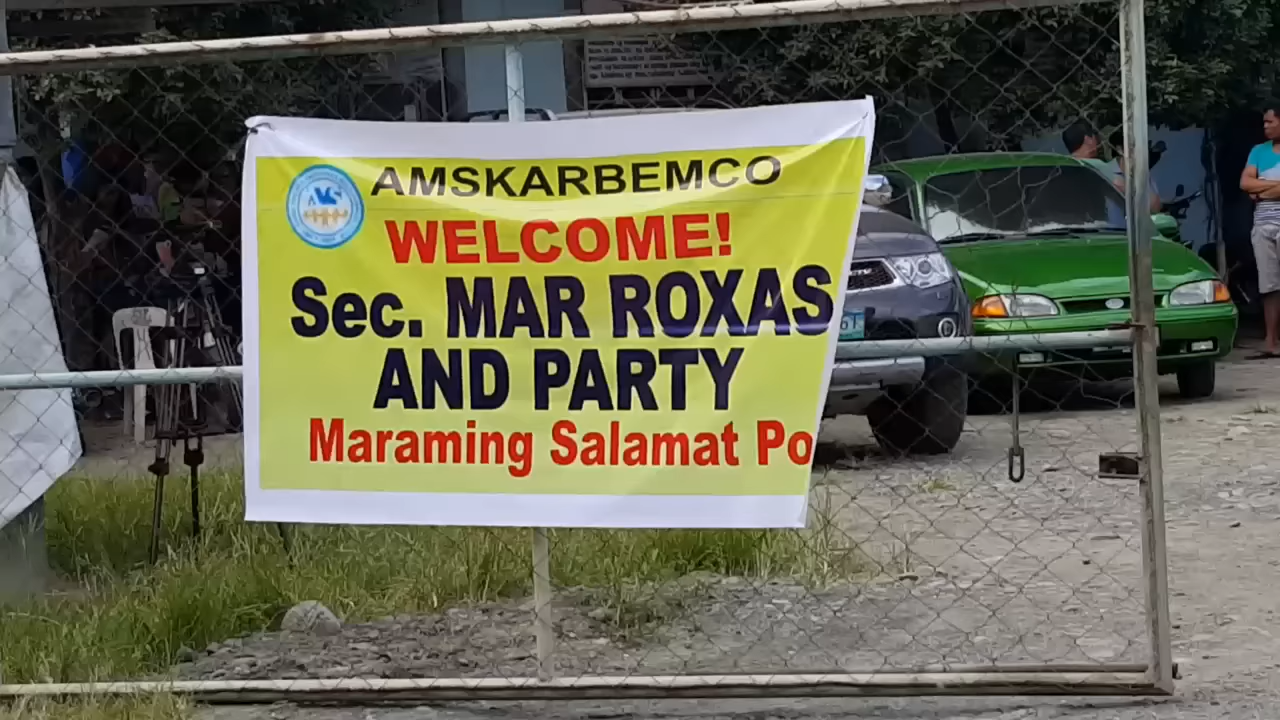 AMSKARBEMCO
WELCOME!
Sec. MAR ROXAS
AND PARTY
Maraming Salamat Po